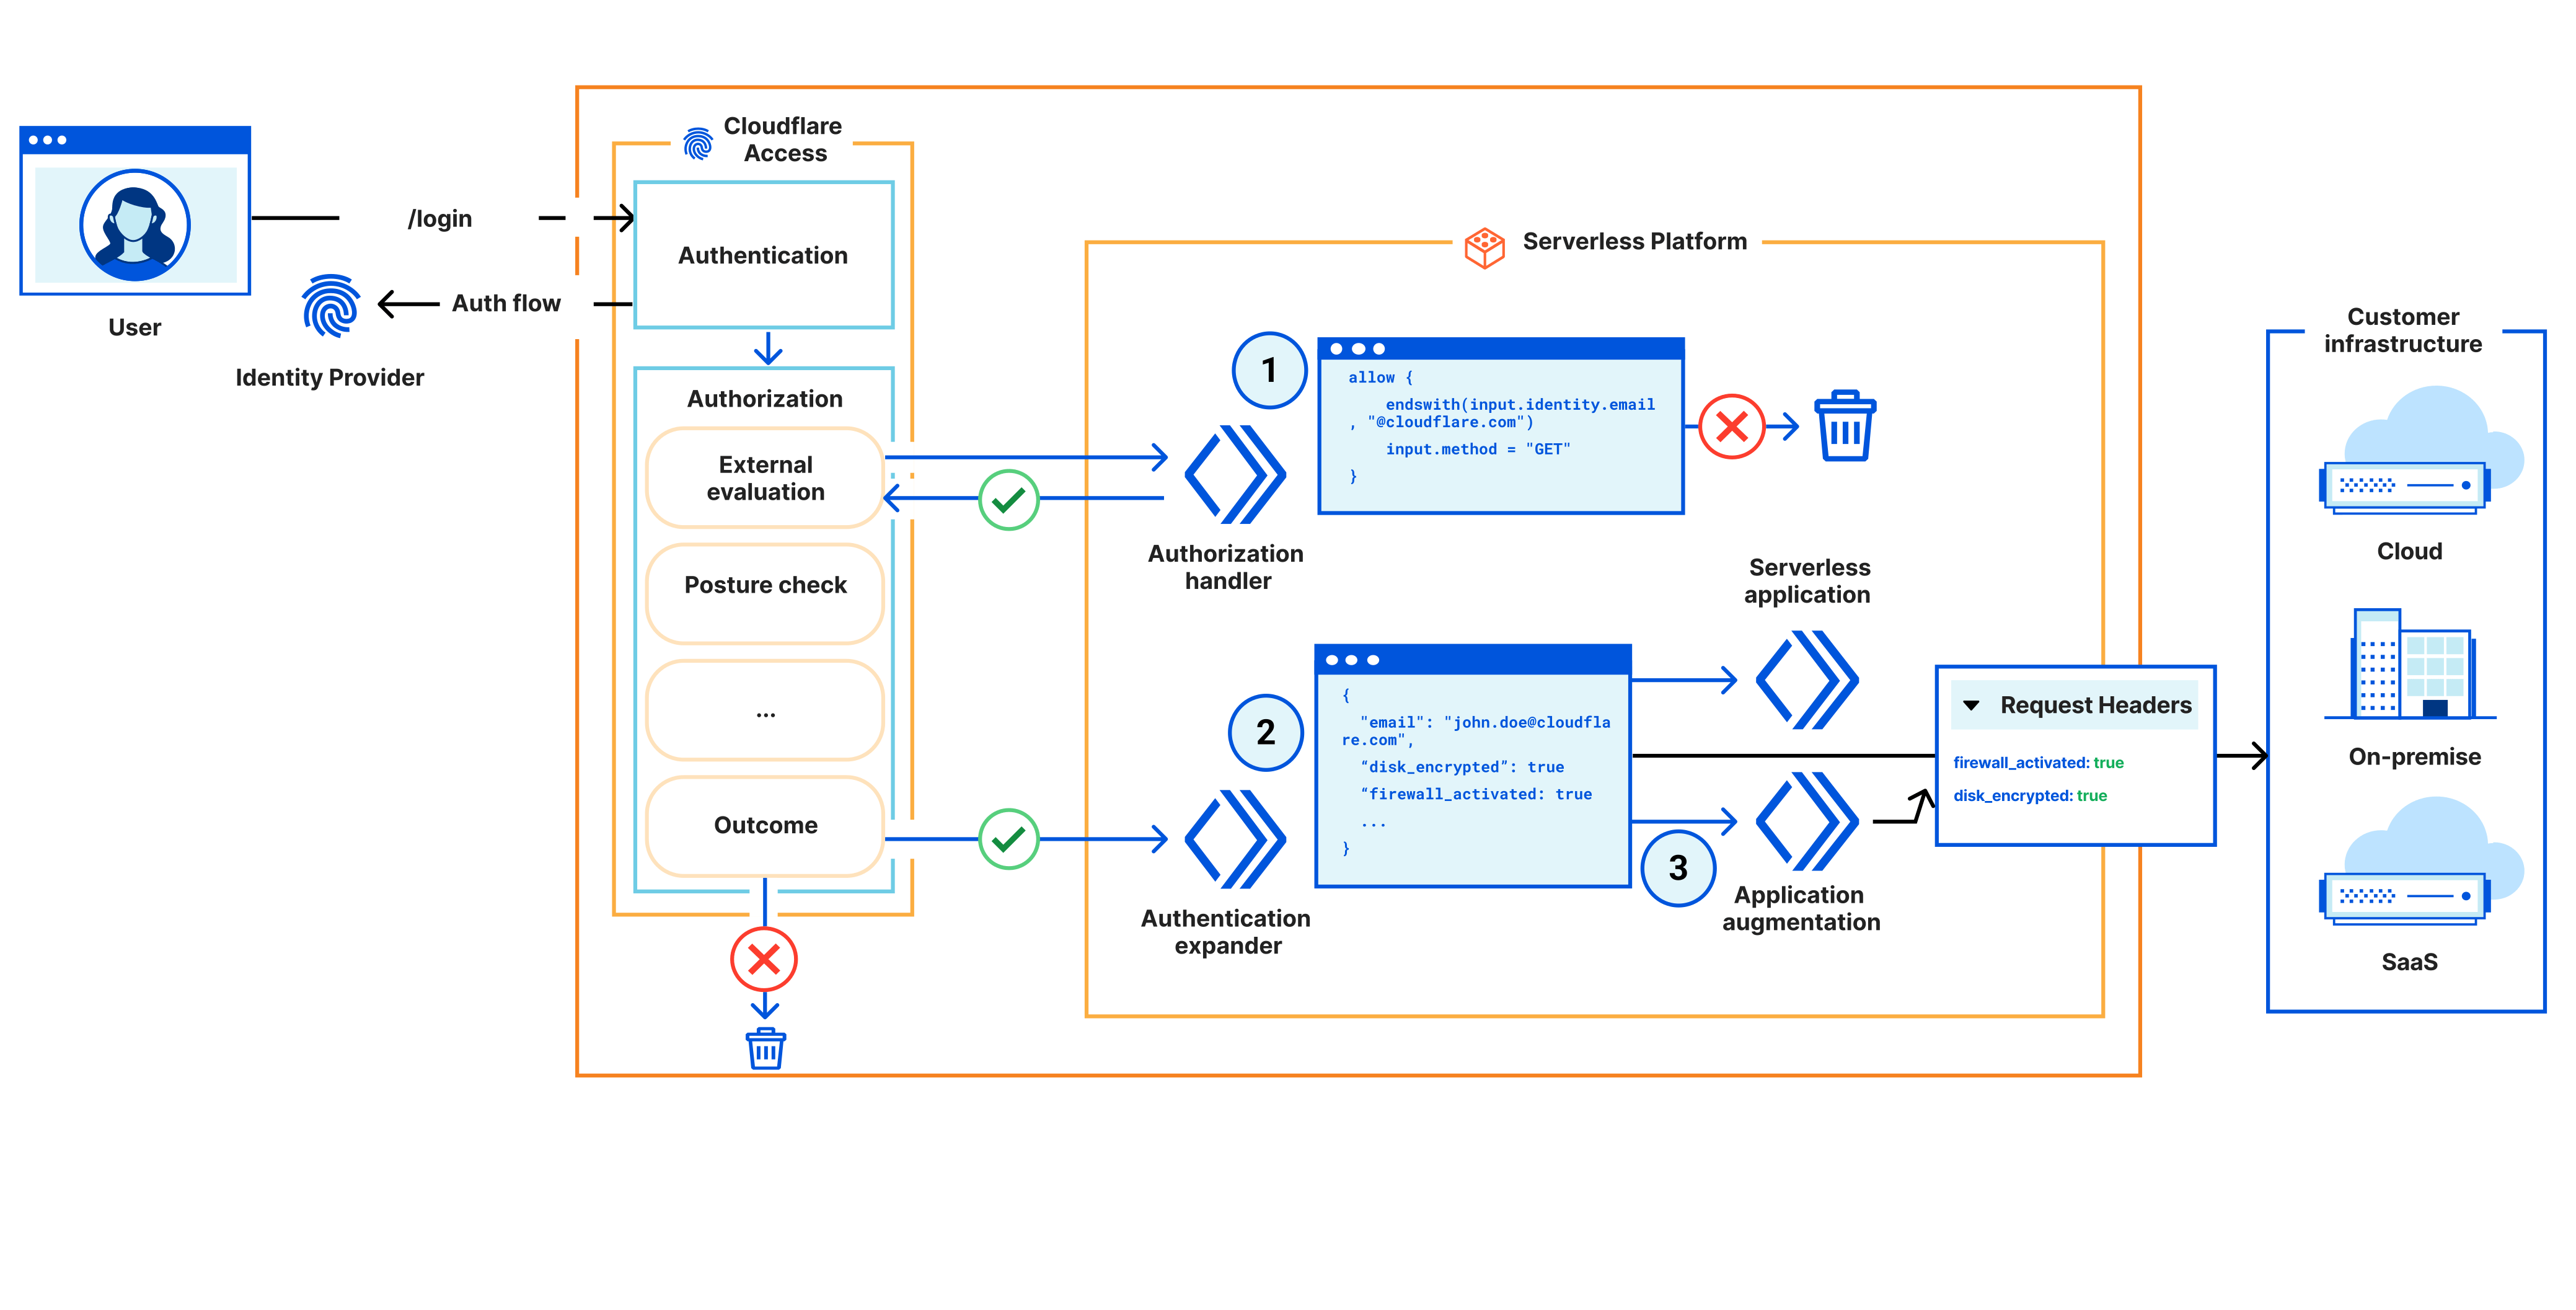 Cloudflare
Access
/login
Authentication
Auth flow
User
Identity Provider
Authorization
External
evaluation
Posture check
...
Outcome
Serverless Platform
1
allow {
endswith(input.identity.email
, "@cloudflare.com")
input.method = "GET"
}
Authorization
handler
Serverless
application
2
{
"email": "john.doe@cloudfla
re.com",
“disk_encrypted”: true
“firewall_activated: true
...
}
Authentication
expander
3
Application
augmentation
Request Headers
firewall_activated: true
disk_encrypted: true
Customer
infrastructure
Cloud
On-premise
SaaS